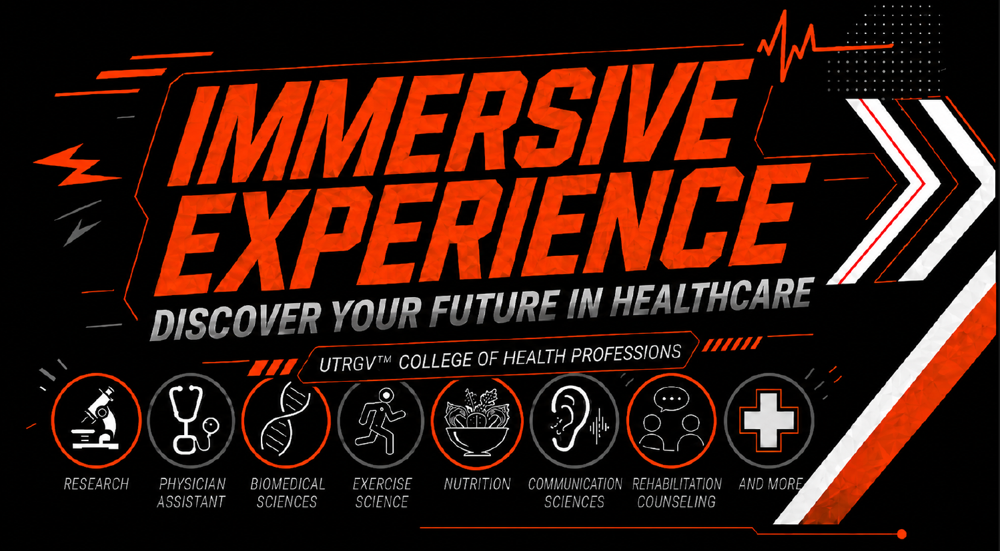 IMMERSIVE
EXPERIENCE
DISCOVER YOUR FUTURE IN HEALTHCARE
UTRGV™ COLLEGE OF HEALTH PROFESSIONS
RESEARCH
PHYSICIAN
ASSISTANT
BIOMEDICAL
SCIENCES
EXERCISE
SCIENCE
NUTRITION
COMMUNICATION
SCIENCES
REHABILITATION
COUNSELING
AND MORE